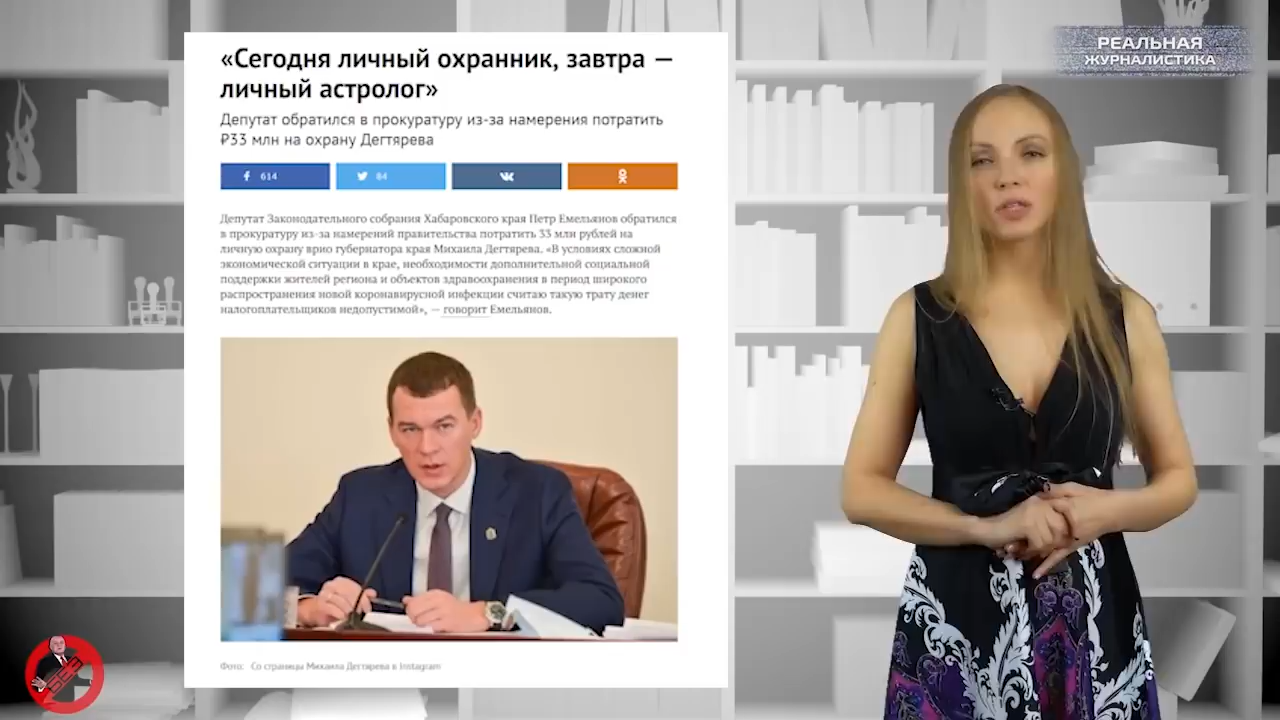 «Сегодня личный охранник, завтра —
личный астролог»
Депутат обратился в прокуратуру из-за намерения потратить
₽33 млн на охрану Дегтярева
614
84
Депутат Законодательного собрания Хабаровского края Петр Емельянов обратился
в прокуратуру из-за намерений правительства потратить 33 млн рублей на
личную охрану врио губернатора края Михаила Дегтярева. «В условиях сложной
экономической ситуации в крае, необходимости дополнительной социальной
поддержки жителей региона и объектов здравоохранения в период широкого
распространения новой коронавирусной инфекции считаю такую трату денег
налогоплательщиков недопустимой», — говорит Емельянов.
Фото: Со страницы Михаила Дегтярева в Instagram
РЕАЛЬНАЯ
ЖУРНАЛИСТИКА
БЕЗ